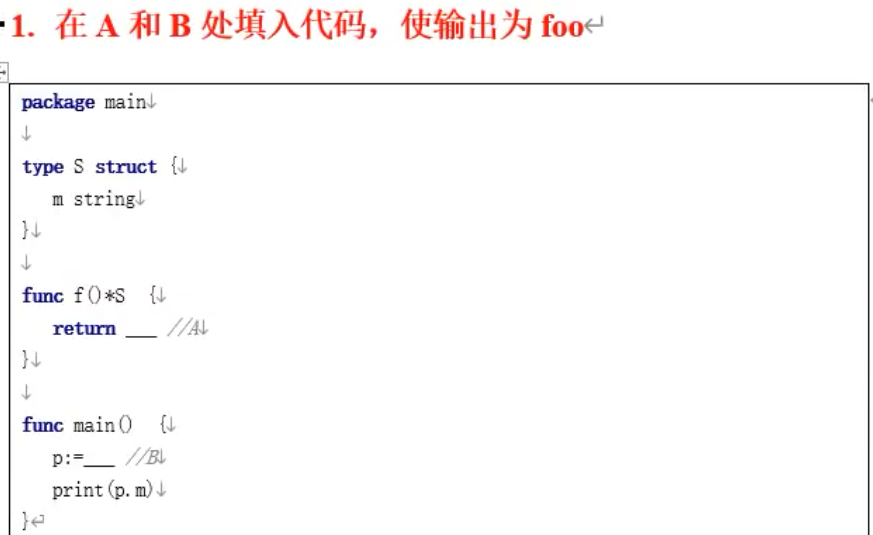 1. 在 A 和 B 处填入代码，使输出为 foo↵
package main↓
↓
type S struct {↓
m string↓
}↓
↓
func f()*S {↓
return ___ //A↓
}↓
↓
func main() {↓
p:=___ //B↓
print(p.m)↓
}↵